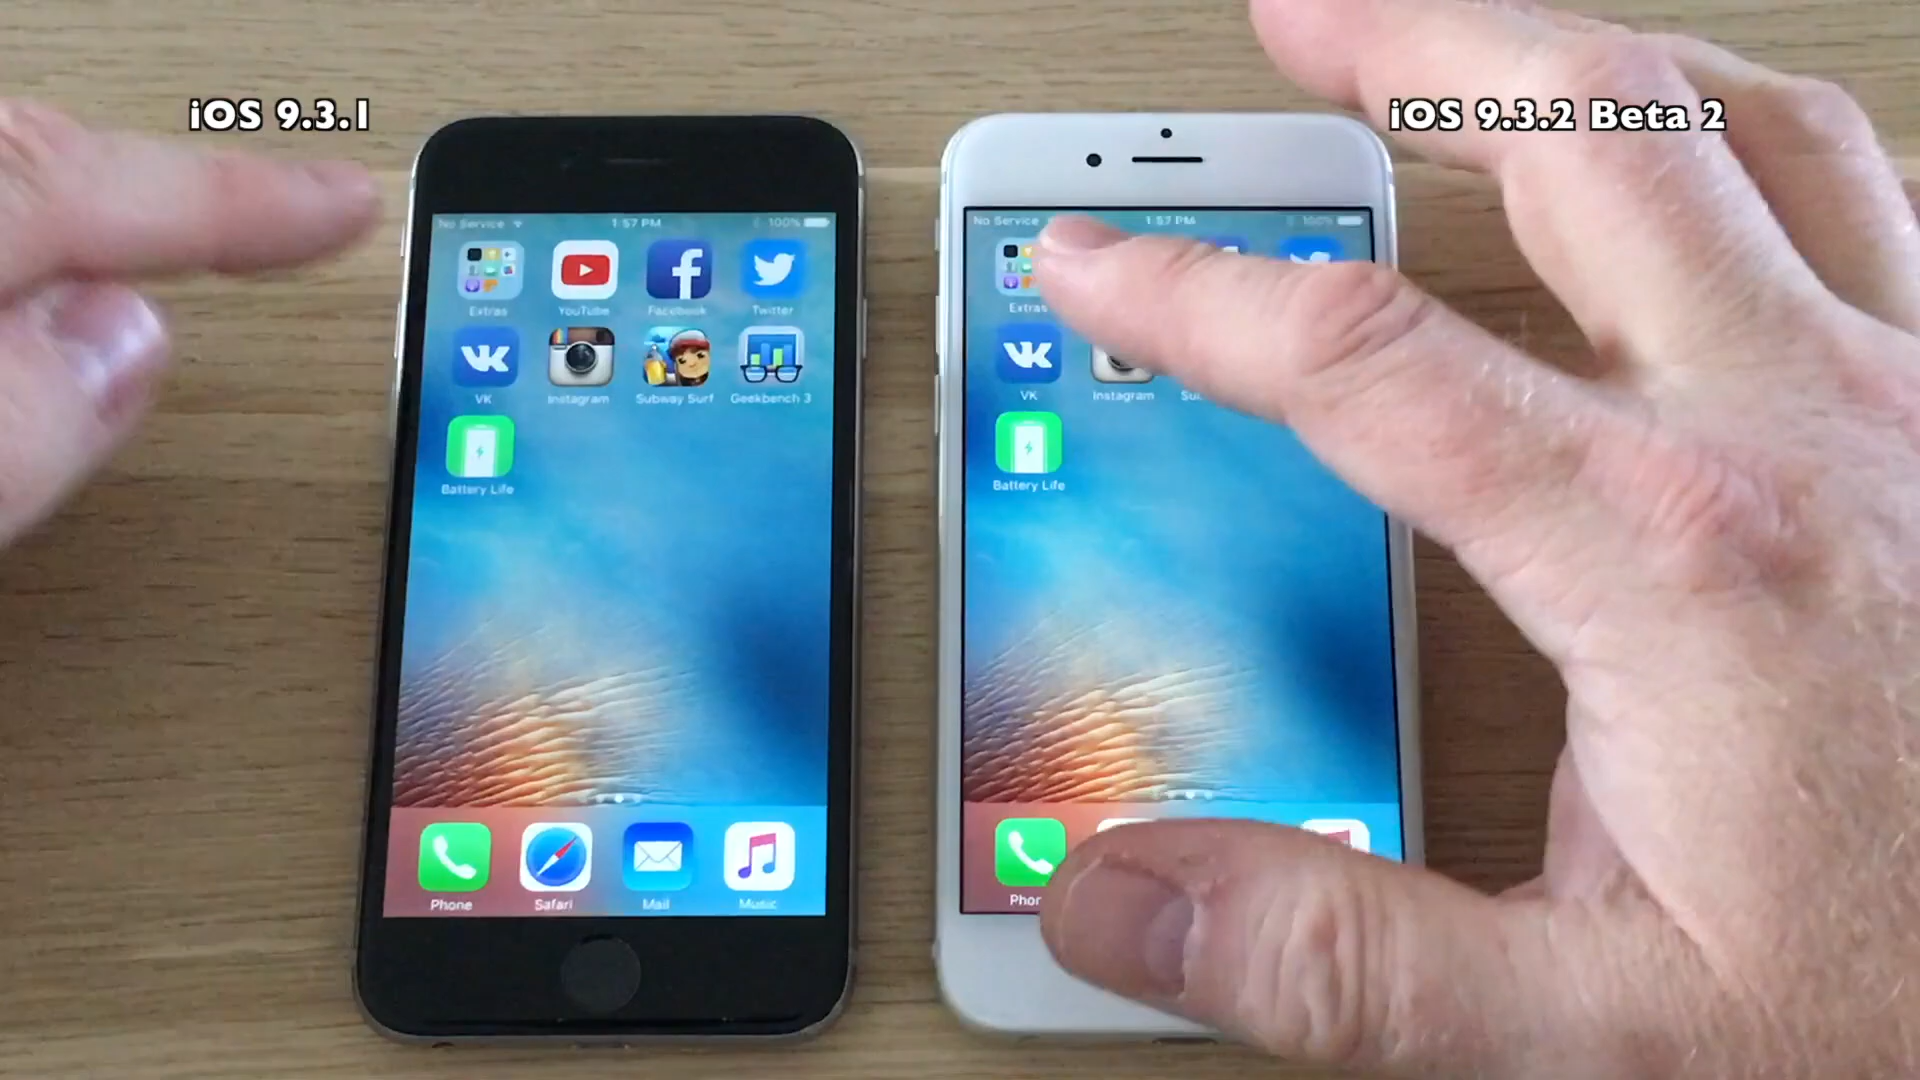 iOS 9.3.1
iOS 9.3.2 Beta 2
No Service
1:57 PM
100%
Extras
YouTube
Facebook
Twitter
VK
Instagram
Subway Surf
Geekbench 3
Battery Life
Phone
Safari
Mail
Music
No Service
1:57 PM
100%
Extras
VK
Instagram
Battery Life